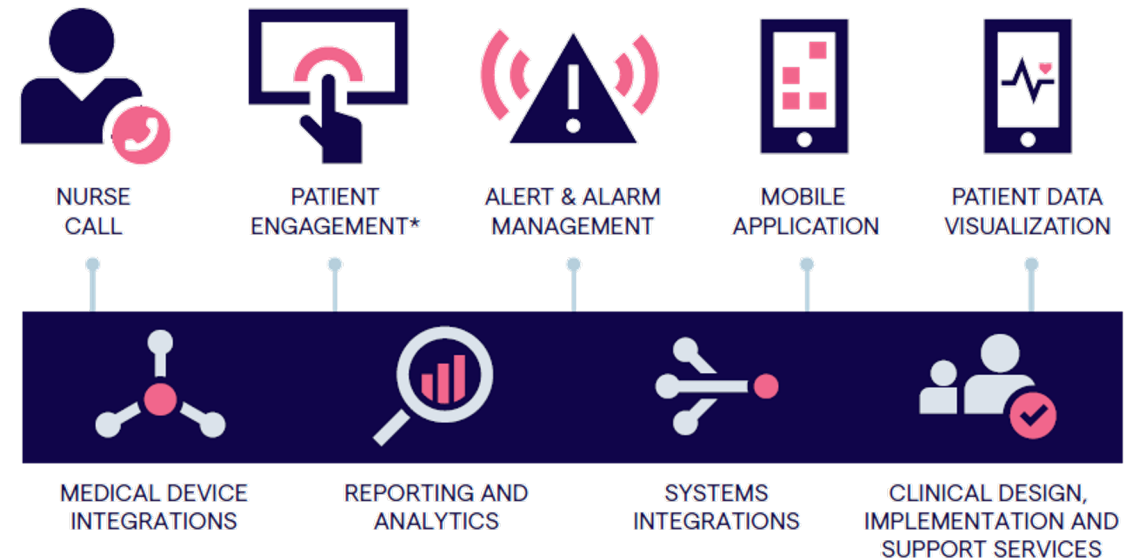 NURSE
CALL
PATIENT
ENGAGEMENT*
ALERT & ALARM
MANAGEMENT
MOBILE
APPLICATION
PATIENT DATA
VISUALIZATION
MEDICAL DEVICE
INTEGRATIONS
REPORTING AND
ANALYTICS
SYSTEMS
INTEGRATIONS
CLINICAL DESIGN,
IMPLEMENTATION AND
SUPPORT SERVICES